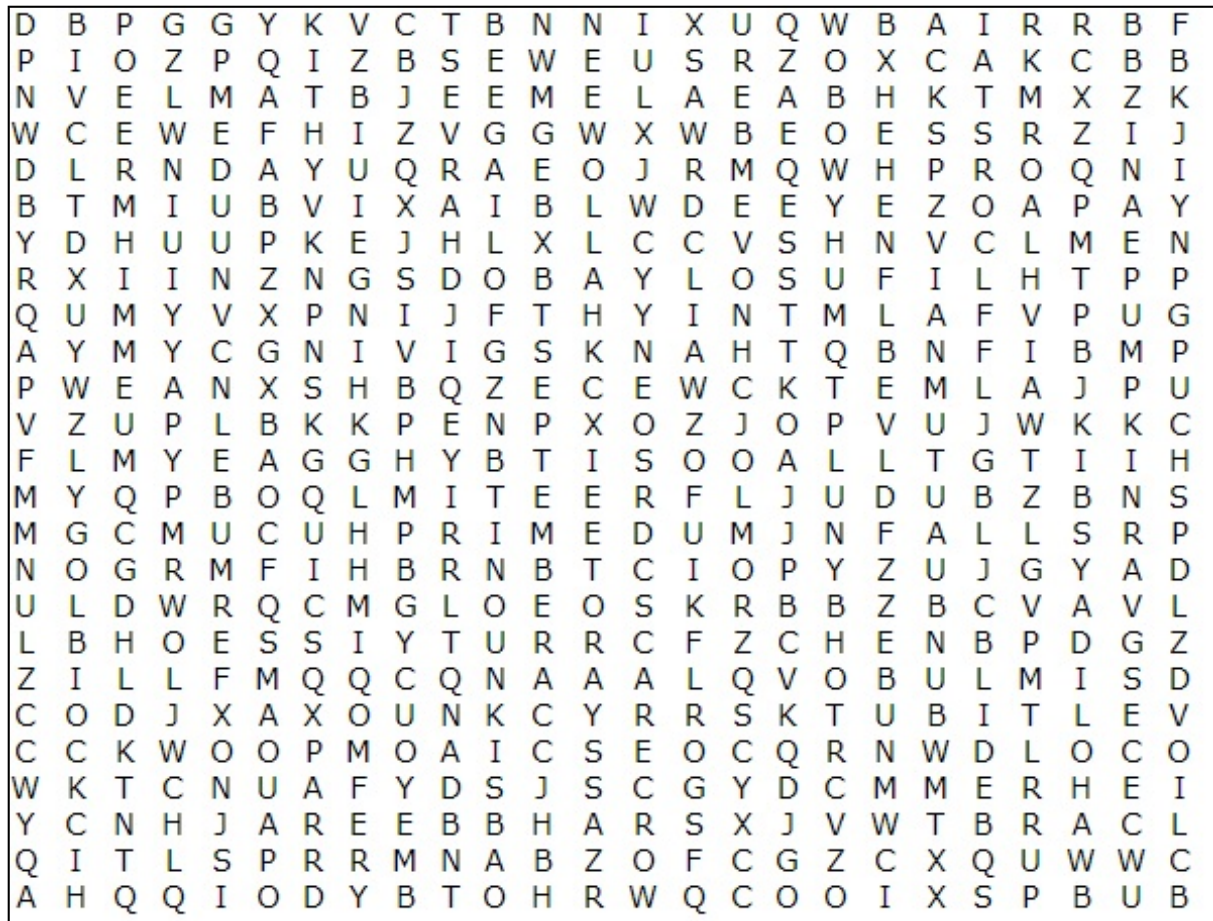 D B P G G Y K V C T B N N I X U Q W B A I R R B F
P I O Z P Q I Z B S E W E U S R Z O X C A K C B B
N V E L M A T B J E E M E L A E A B H K T M X Z K
W C E W E F H I Z V G G W X W B E O E S S R Z I J
D L R N D A Y U Q R A E O J R M Q W H P R O Q N I
B T M I U B V I X A I B L W D E E Y E Z O A P A Y
Y D H U U P K E J H L X L C C V S H N V C L M E N
R X I I N Z N G S D O B A Y L O S U F I L H T P P
Q U M Y V X P N I J F T H Y I N T M L A F V P U G
A Y M Y C G N I V I G S K N A H T Q B N F I B M P
P W E A N X S H B Q Z E C E W C K T E M L A J P U
V Z U P L B K K P E N P X O Z J O P V U J W K K C
F L M Y E A G G H Y B T I S O O A L L T G T I I H
M Y Q P B O Q L M I T E E R F L J U D U B Z B N S
M G C M U C U H P R I M E D U M J N F A L L S R P
N O G R M F I H B R N B T C I O P Y Z U J G Y A D
U L D W R Q C M G L O E O S K R B B Z B C V A V L
L B H O E S S I Y T U R R C F Z C H E N B P D G Z
Z I L L F M Q Q C Q N A A A L Q V O B U L M I S D
C O D J X A X O U N K C Y R R S K T U B I T L E V
C C K W O O P M O A I C S E O C Q R N W D L O C O
W K T C N U A F Y D S J S C G Y D C M M E R H E I
Y C N H J A R E E B B H A R S X J V W T B R A C L
Q I T L S P R R M N A B Z O F C G Z C X Q U W W C
A H Q Q I O D Y B T O H R W Q C O O I X S P B U B